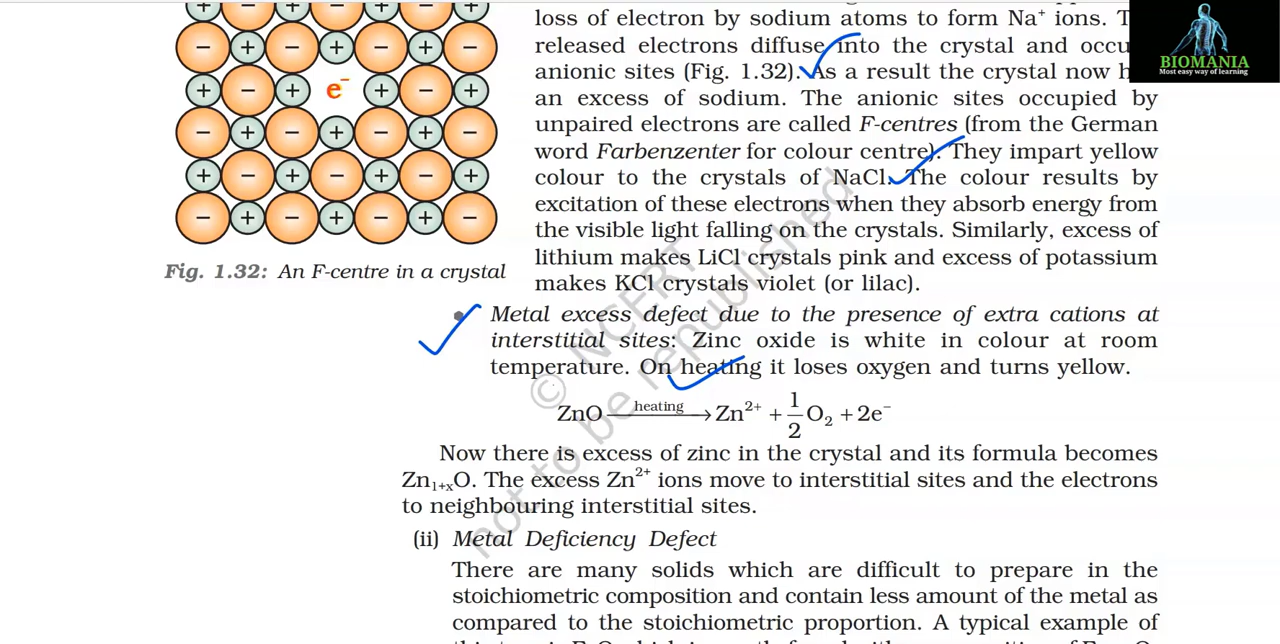 loss of electron by sodium atoms to form Na⁺ ions.
released electrons diffuse into the crystal and
anionic sites (Fig. 1.32). As a result the crystal now
an excess of sodium. The anionic sites occupied by
unpaired electrons are called F-centres (from the German
word Farbenzenter for colour centre). They impart yellow
colour to the crystals of NaCl. The colour results by
excitation of these electrons when they absorb energy from
the visible light falling on the crystals. Similarly, excess of
lithium makes LiCl crystals pink and excess of potassium
makes KCl crystals violet (or lilac).
BIOMANIA
Most easy way of learning
+ + + +
− + − + − + −
+ − + e⁻ + − +
− + − + − + −
+ − + − + − +
− + − + − + −
Fig. 1.32: An F-centre in a crystal
• Metal excess defect due to the presence of extra cations at
interstitial sites: Zinc oxide is white in colour at room
temperature. On heating it loses oxygen and turns yellow.
ZnO —heating→ Zn²⁺ + 1/2 O₂ + 2e⁻
Now there is excess of zinc in the crystal and its formula becomes
Zn₁₊ₓO. The excess Zn²⁺ ions move to interstitial sites and the electrons
to neighbouring interstitial sites.
(ii) Metal Deficiency Defect
There are many solids which are difficult to prepare in the
stoichiometric composition and contain less amount of the metal as
compared to the stoichiometric proportion. A typical example of
© NCERT
not to be republished